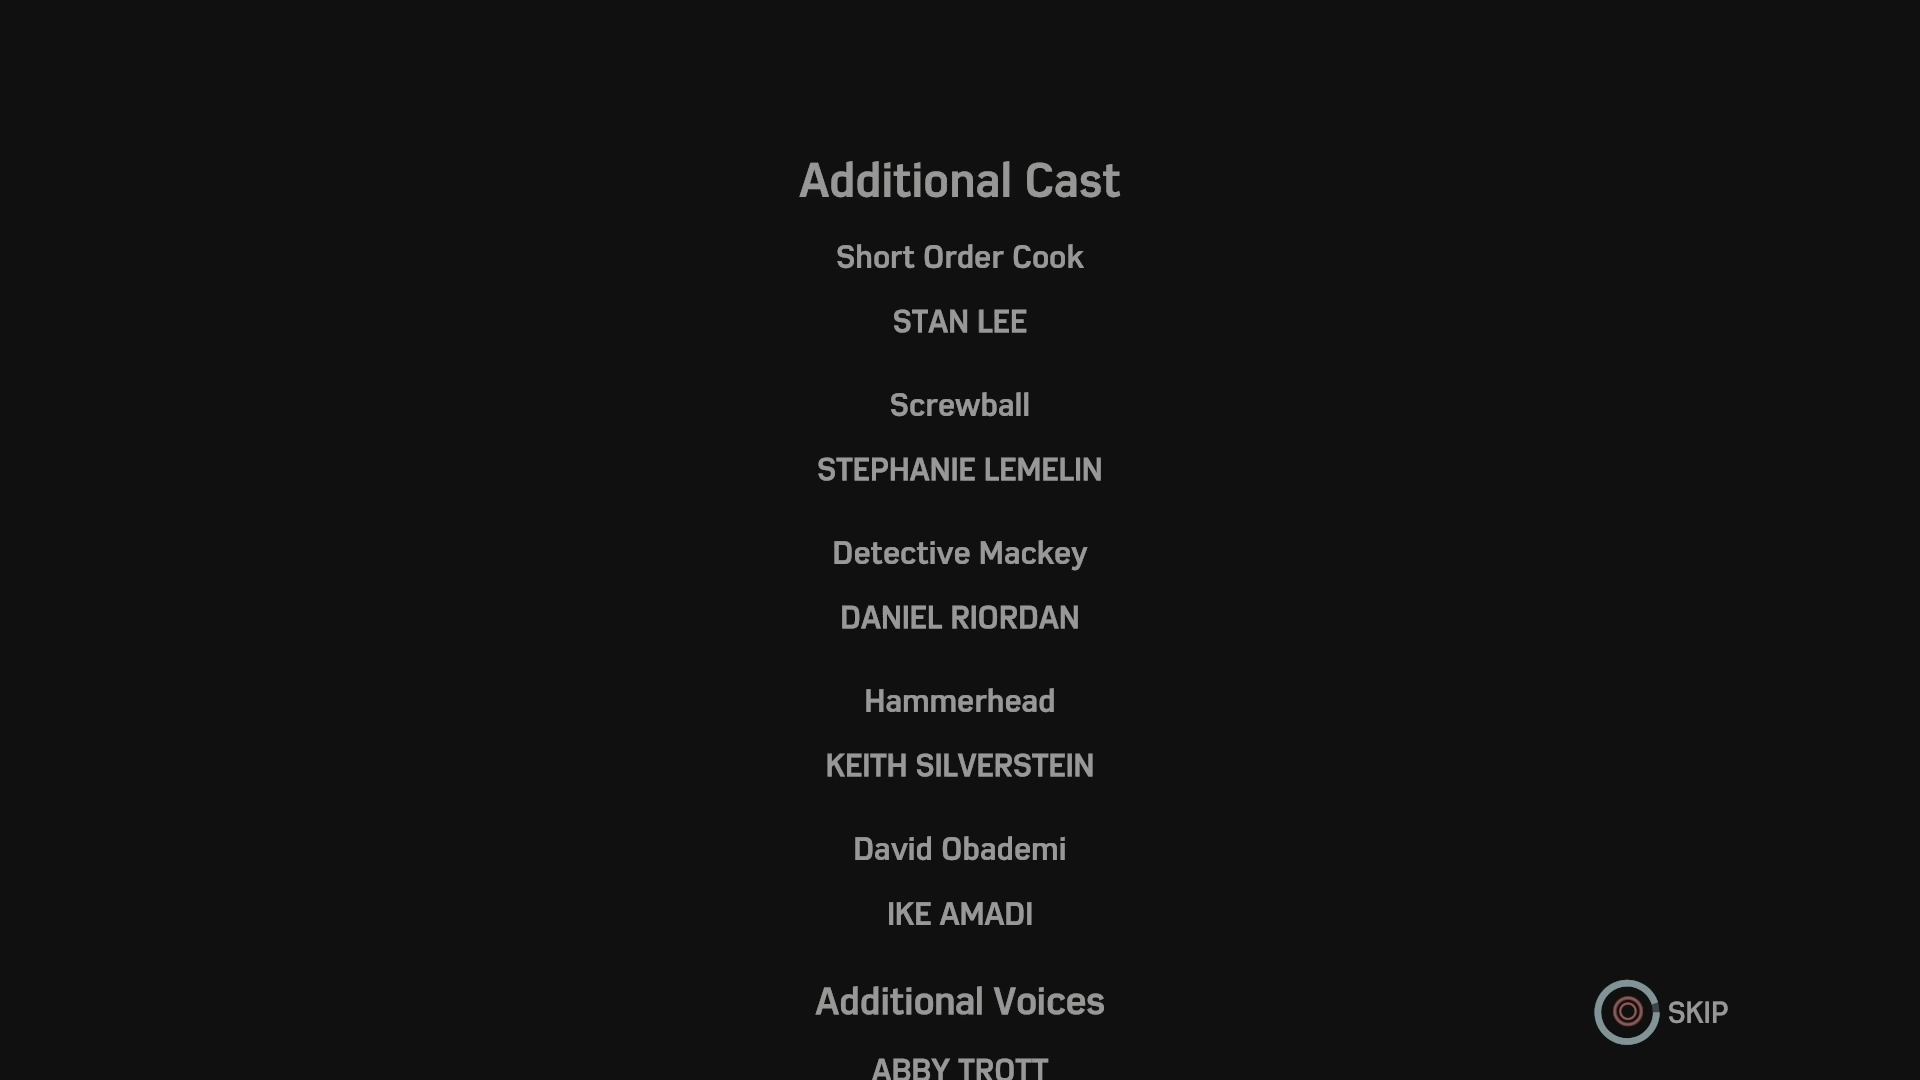 Additional Cast
Short Order Cook
STAN LEE
Screwball
STEPHANIE LEMELIN
Detective Mackey
DANIEL RIORDAN
Hammerhead
KEITH SILVERSTEIN
David Obademi
IKE AMADI
Additional Voices
SKIP
ABBY TROTT